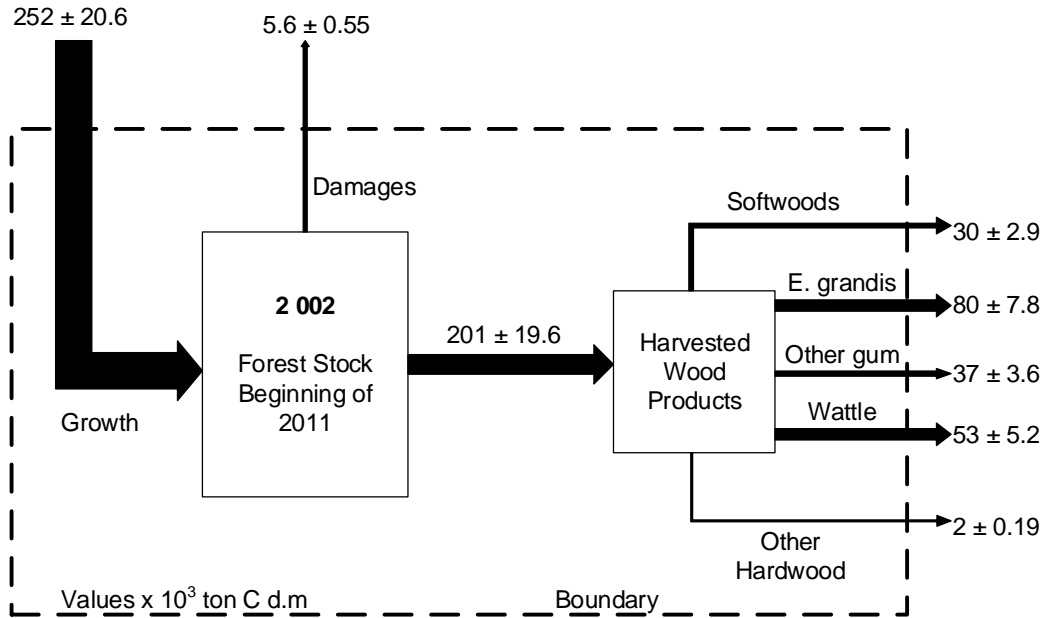 252 ± 20.6
5.6 ± 0.55
Damages
Softwoods
30 ± 2.9
2 002
Forest Stock
Beginning of
2011
Growth
201 ± 19.6
Harvested
Wood
Products
E. grandis
80 ± 7.8
Other gum
37 ± 3.6
Wattle
53 ± 5.2
Other
Hardwood
2 ± 0.19
Values x 10³ ton C d.m
Boundary